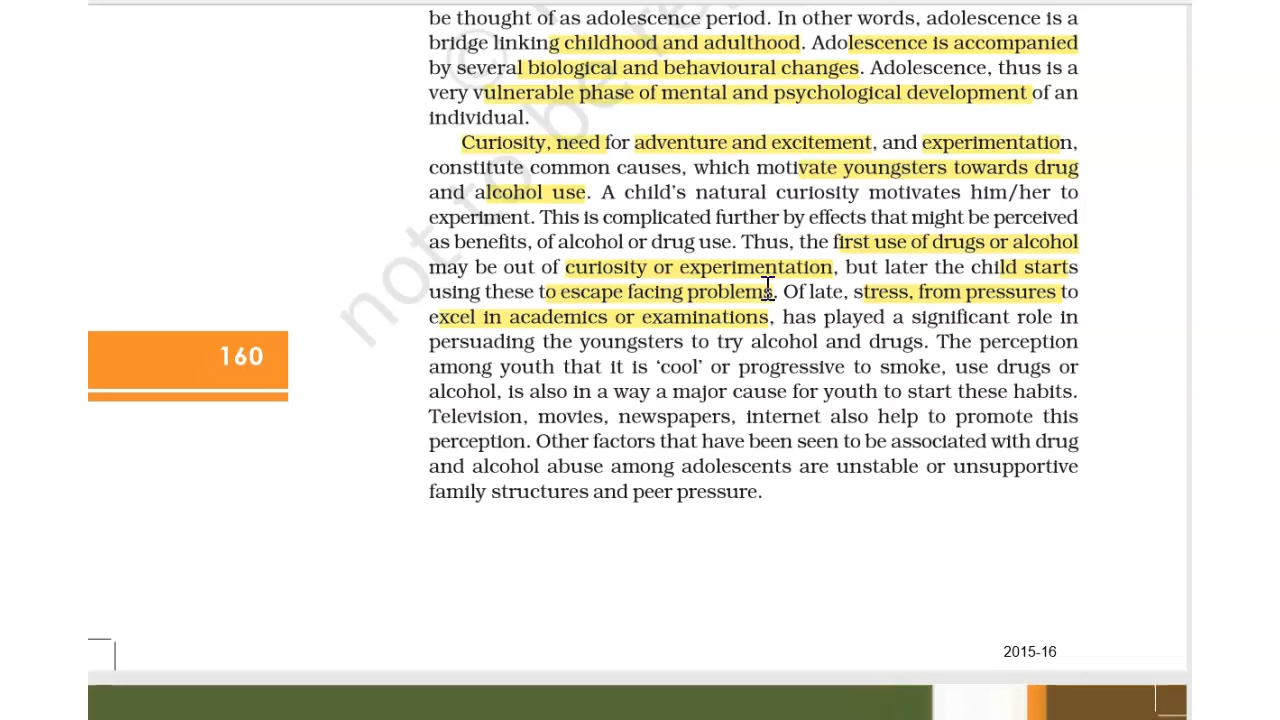 be thought of as adolescence period. In other words, adolescence is a
bridge linking childhood and adulthood. Adolescence is accompanied
by several biological and behavioural changes. Adolescence, thus is a
very vulnerable phase of mental and psychological development of an
individual.
Curiosity, need for adventure and excitement, and experimentation,
constitute common causes, which motivate youngsters towards drug
and alcohol use. A child's natural curiosity motivates him/her to
experiment. This is complicated further by effects that might be perceived
as benefits, of alcohol or drug use. Thus, the first use of drugs or alcohol
may be out of curiosity or experimentation, but later the child starts
using these to escape facing problems. Of late, stress, from pressures to
excel in academics or examinations, has played a significant role in
persuading the youngsters to try alcohol and drugs. The perception
among youth that it is 'cool' or progressive to smoke, use drugs or
alcohol, is also in a way a major cause for youth to start these habits.
Television, movies, newspapers, internet also help to promote this
perception. Other factors that have been seen to be associated with drug
and alcohol abuse among adolescents are unstable or unsupportive
family structures and peer pressure.
160
©
not to be re
2015-16